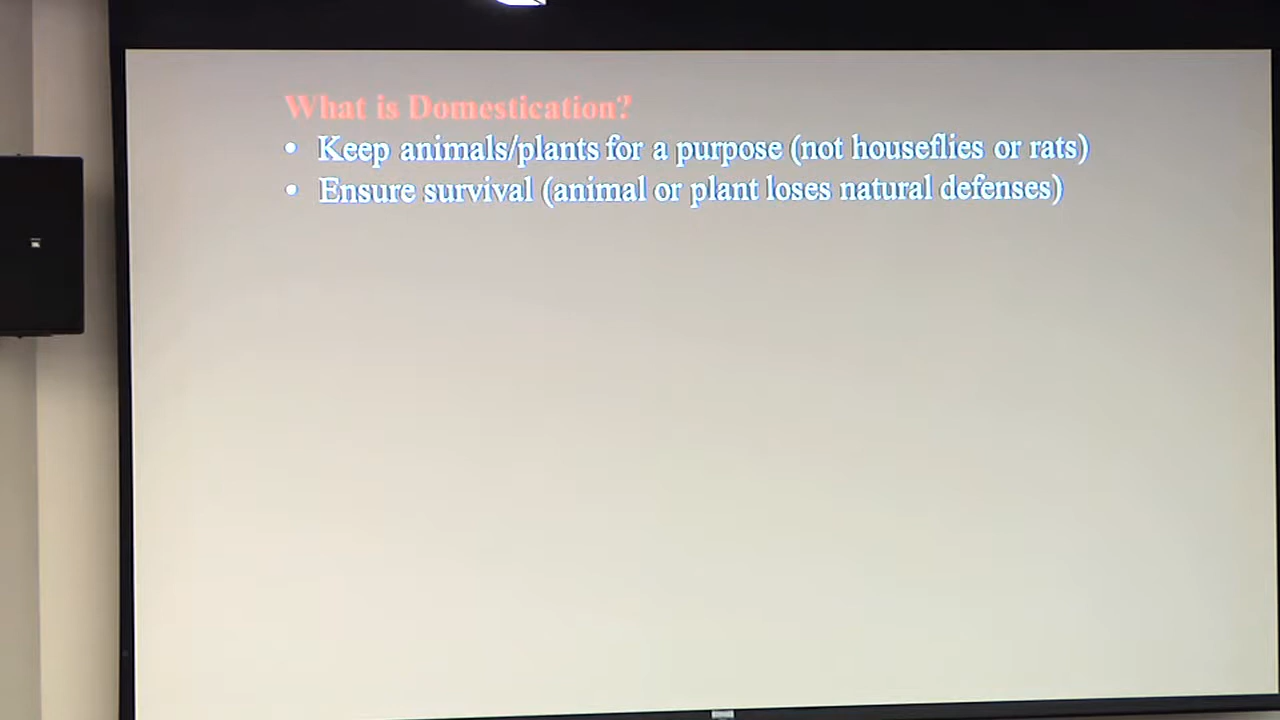 What is Domestication?
• Keep animals/plants for a purpose (not houseflies or rats)
• Ensure survival (animal or plant loses natural defenses)